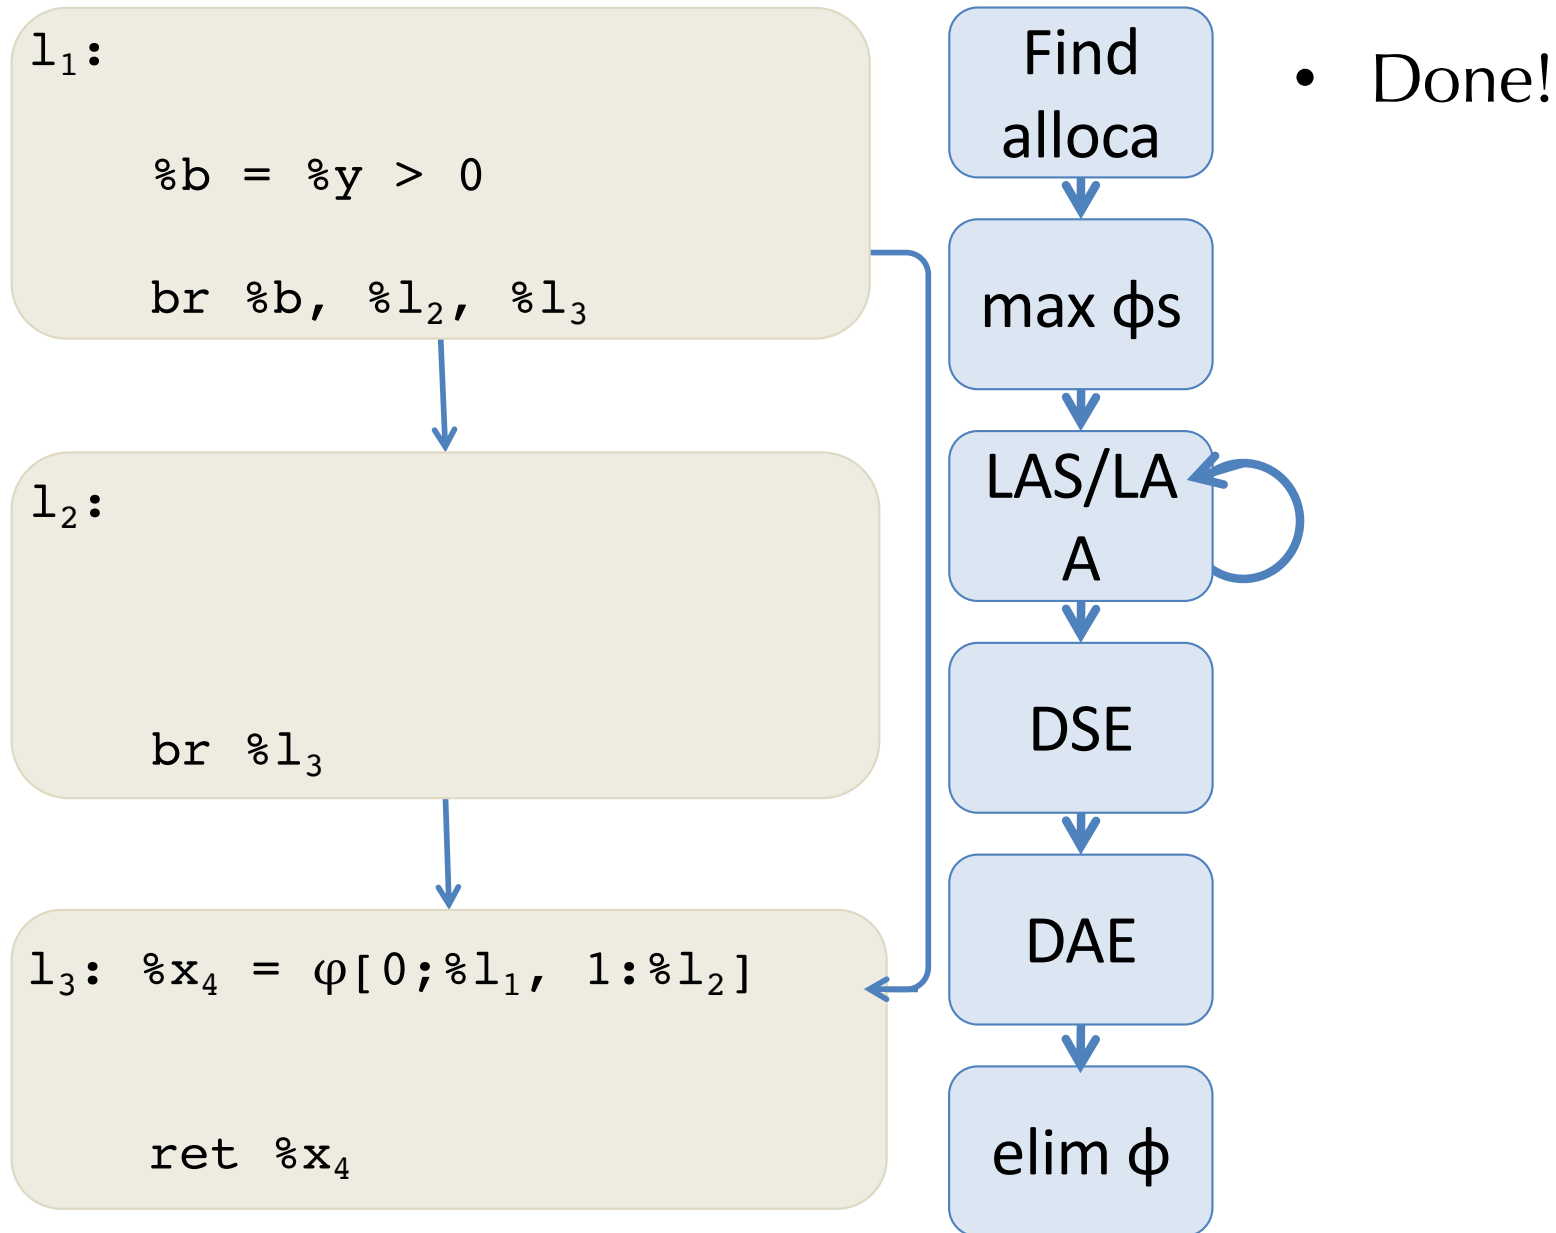 l₁:
%b = %y > 0
br %b, %l₂, %l₃
l₂:
br %l₃
l₃: %x₄ = φ[0;%l₁, 1:%l₂]
ret %x₄
Find
alloca
max ϕs
LAS/LA
A
DSE
DAE
elim ϕ
• Done!